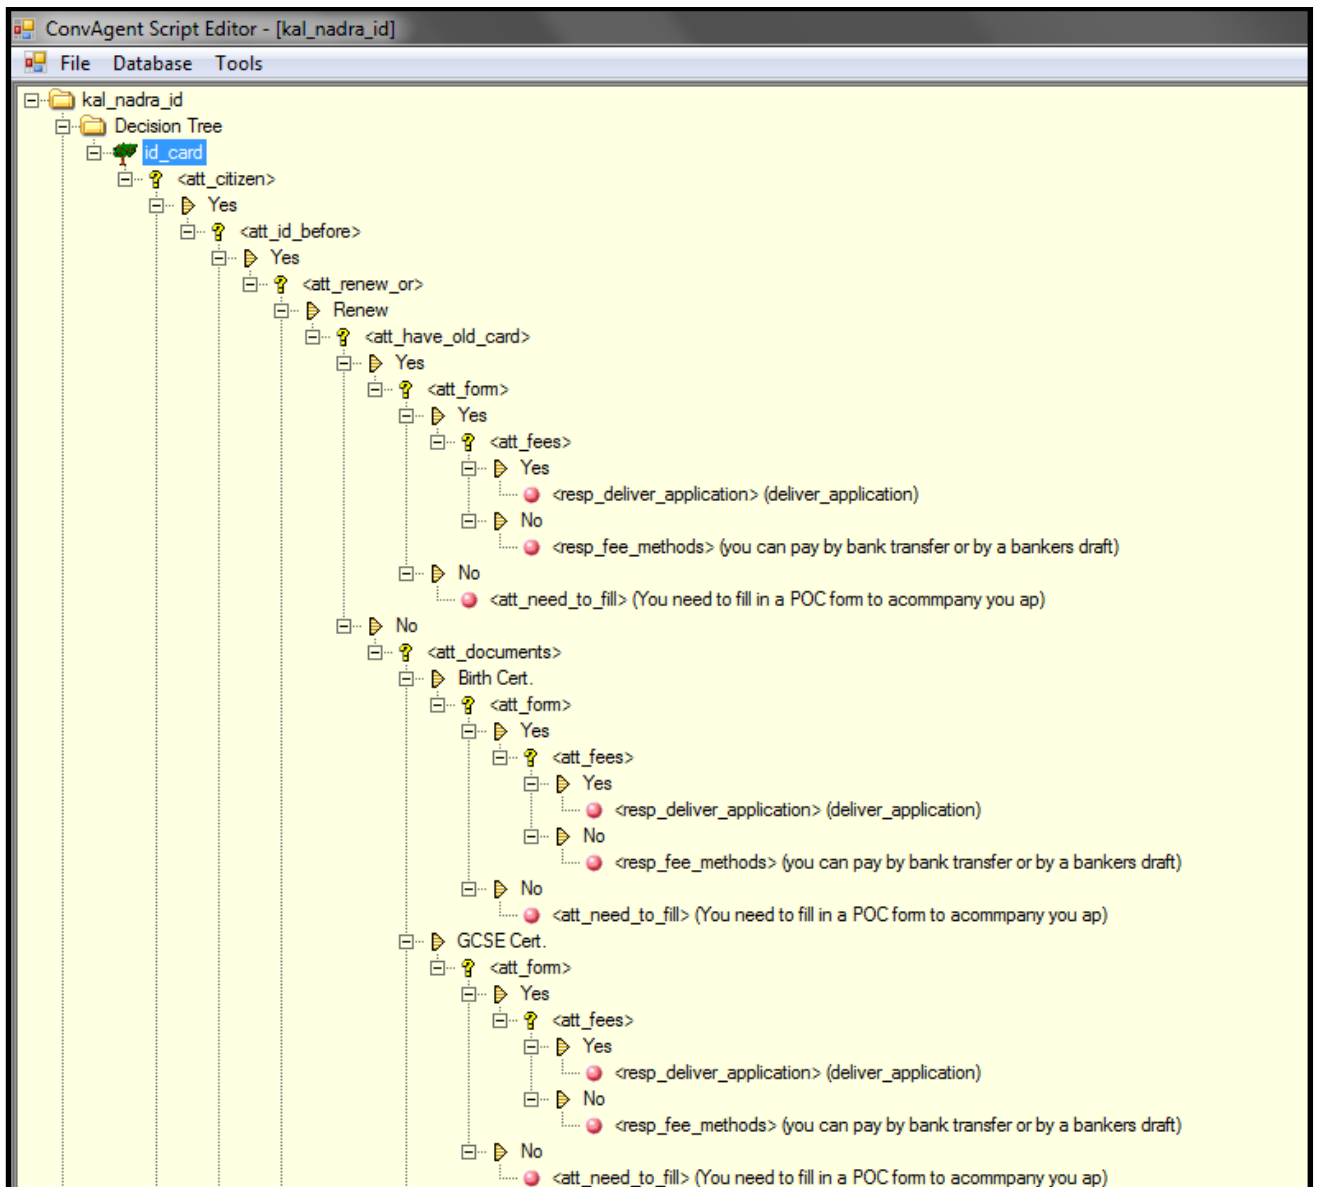 ConvAgent Script Editor - [kal_nadra_id]
File Database Tools
kal_nadra_id
Decision Tree
id_card
<att_citizen>
Yes
<att_id_before>
Yes
<att_renew_or>
Renew
<att_have_old_card>
Yes
<att_form>
Yes
<att_fees>
Yes
<resp_deliver_application> (deliver_application)
No
<resp_fee_methods> (you can pay by bank transfer or by a bankers draft)
No
<att_need_to_fill> (You need to fill in a POC form to acommpany you ap)
No
<att_documents>
Birth Cert.
<att_form>
Yes
<att_fees>
Yes
<resp_deliver_application> (deliver_application)
No
<resp_fee_methods> (you can pay by bank transfer or by a bankers draft)
No
<att_need_to_fill> (You need to fill in a POC form to acommpany you ap)
GCSE Cert.
<att_form>
Yes
<att_fees>
Yes
<resp_deliver_application> (deliver_application)
No
<resp_fee_methods> (you can pay by bank transfer or by a bankers draft)
No
<att_need_to_fill> (You need to fill in a POC form to acommpany you ap)